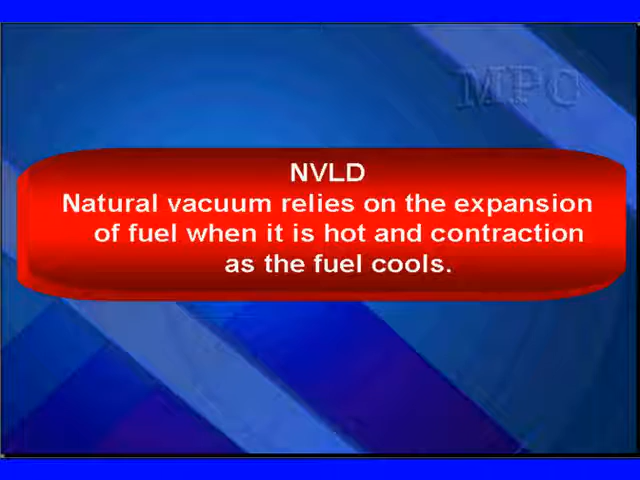 MPC
NVLD
Natural vacuum relies on the expansion
of fuel when it is hot and contraction
as the fuel cools.